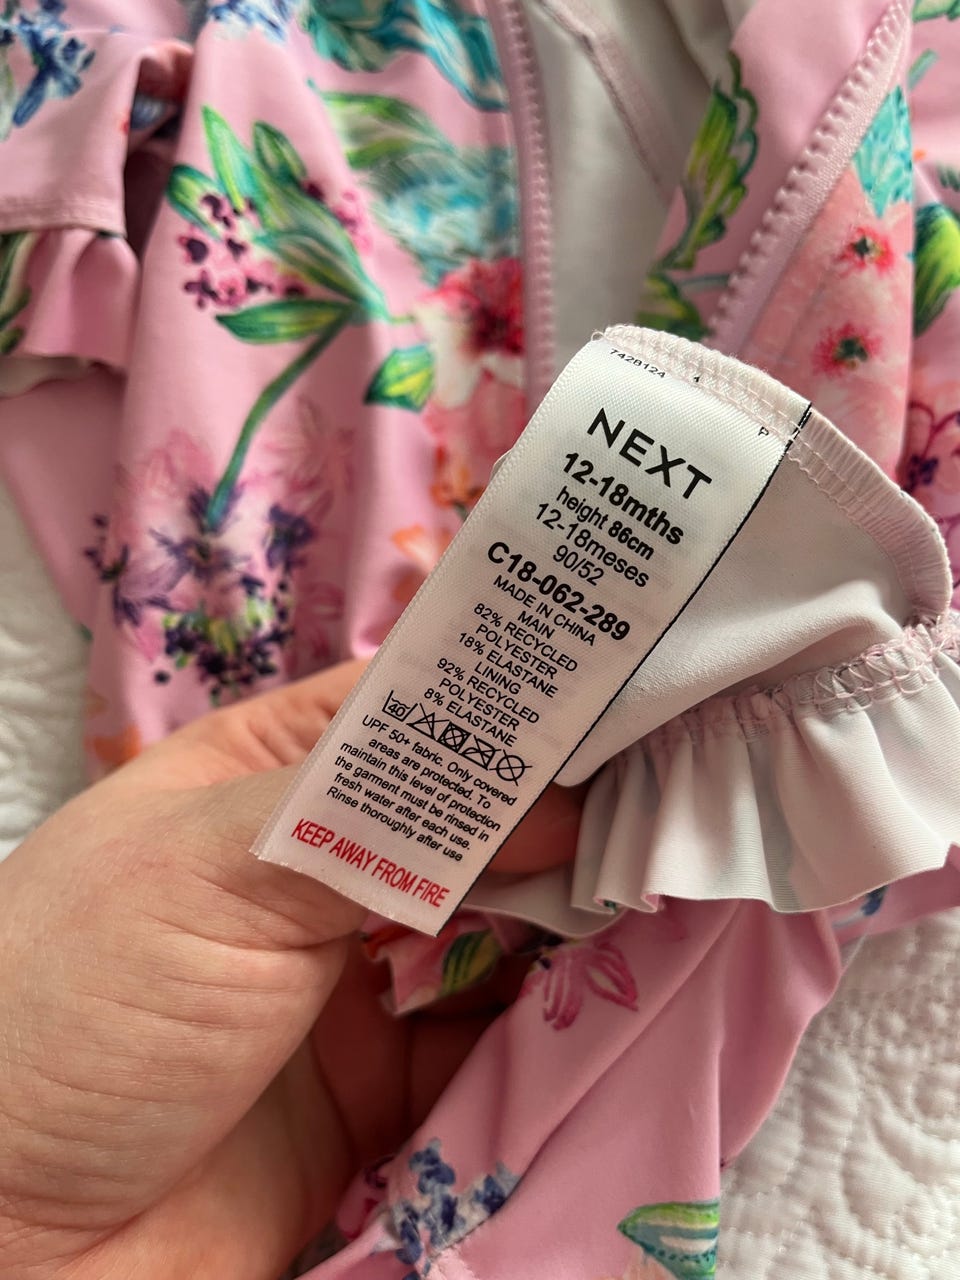 7428124 1
P
NEXT
12-18mths
height 86cm
12-18meses
90/52
C18-062-289
MADE IN CHINA
MAIN
82% RECYCLED
POLYESTER
18% ELASTANE
LINING
92% RECYCLED
POLYESTER
8% ELASTANE
40
UPF 50+ fabric. Only covered
areas are protected. To
maintain this level of protection
the garment must be rinsed in
fresh water after each use.
Rinse thoroughly after use
KEEP AWAY FROM FIRE